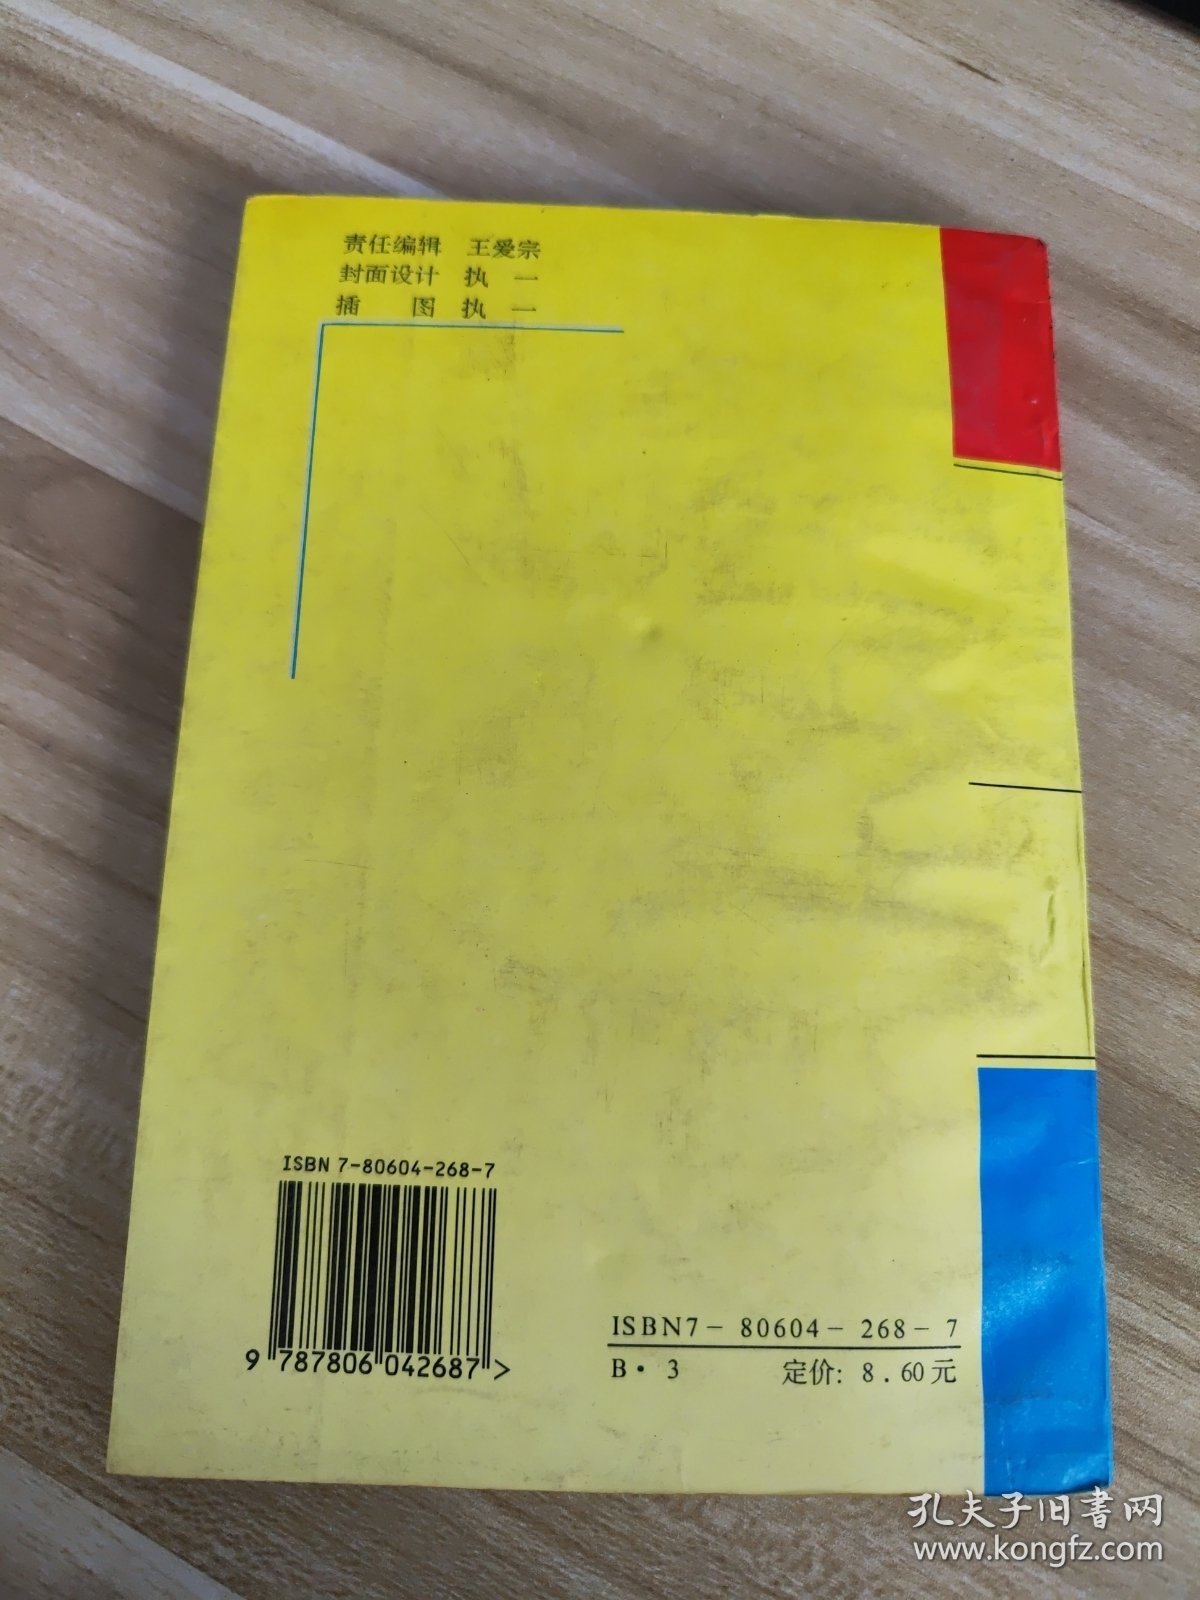 责任编辑 王爱宗
封面设计 执 一
插 图 执 一
ISBN 7-80604-268-7
9 787806 042687 >
ISBN7- 80604- 268-7
B·3 定价: 8.60元
孔夫子旧书网
www.kongfz.com